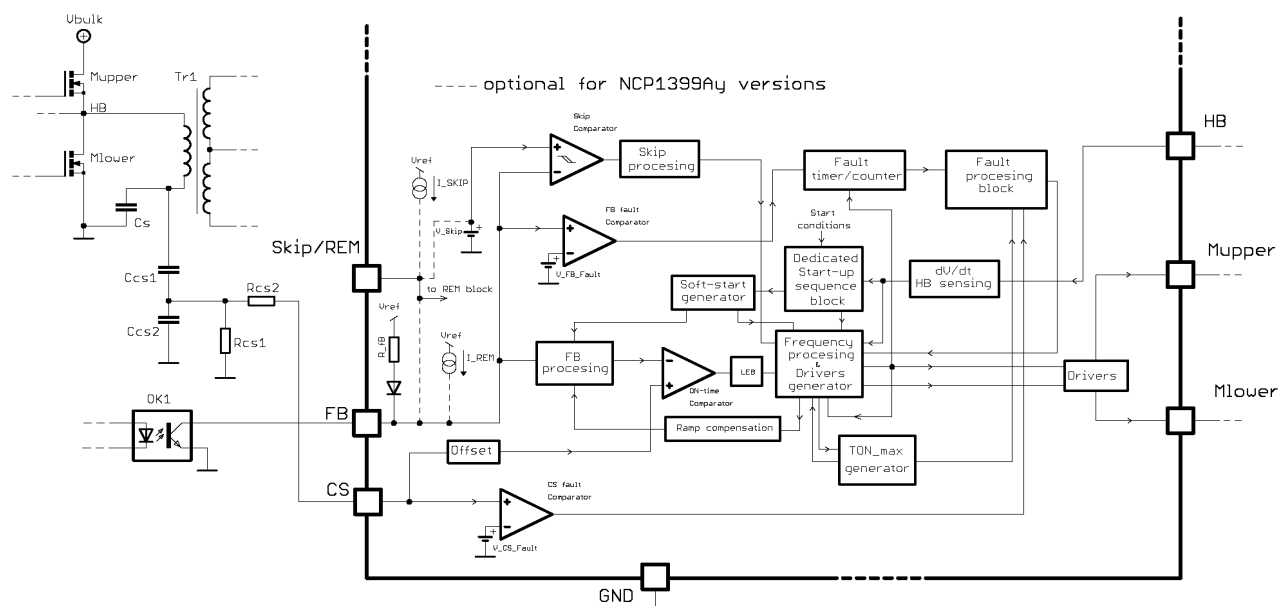 Vbulk
Mupper
Tr1
HB
Mlower
Cs
Ccs1
Rcs2
Ccs2
Rcs1
OK1
---- optional for NCP1399Ay versions
Skip/REM
FB
CS
GND
HB
Mupper
Mlower
Vref
I_SKIP
V_Skip
+
to REM block
Vref
R_fB
Vref
I_REM
Skip
Comparator
+
-
Skip
procesing
FB fault
Comparator
+
-
+
V_FB_Fault
Fault
timer/counter
Fault
procesing
block
Start
conditions
Dedicated
Start-up
sequence
block
dV/dt
HB sensing
Soft-start
generator
FB
procesing
-
+
ON-time
Comparator
LEB
Frequency
procesing
&
Drivers
generator
Drivers
Ramp compensation
Offset
TON_max
generator
CS fault
Comparator
+
-
+
V_CS_Fault